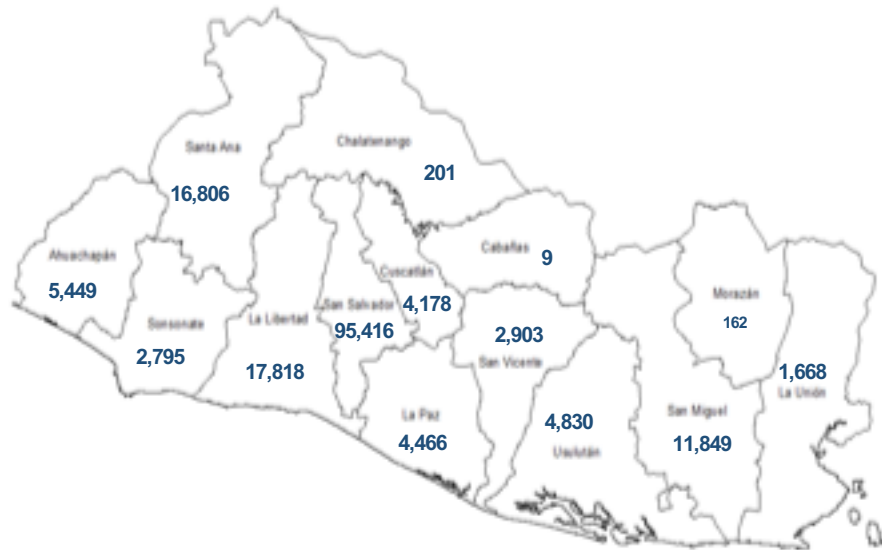 Santa Ana
16,806
Chalatenango
201
Ahuachapán
5,449
Sonsonate
2,795
La Libertad
17,818
San Salvador
95,416
Cuscatlán
4,178
Cabañas
9
2,903
San Vicente
La Paz
4,466
4,830
Usulután
San Miguel
11,849
Morazán
162
1,668
La Unión